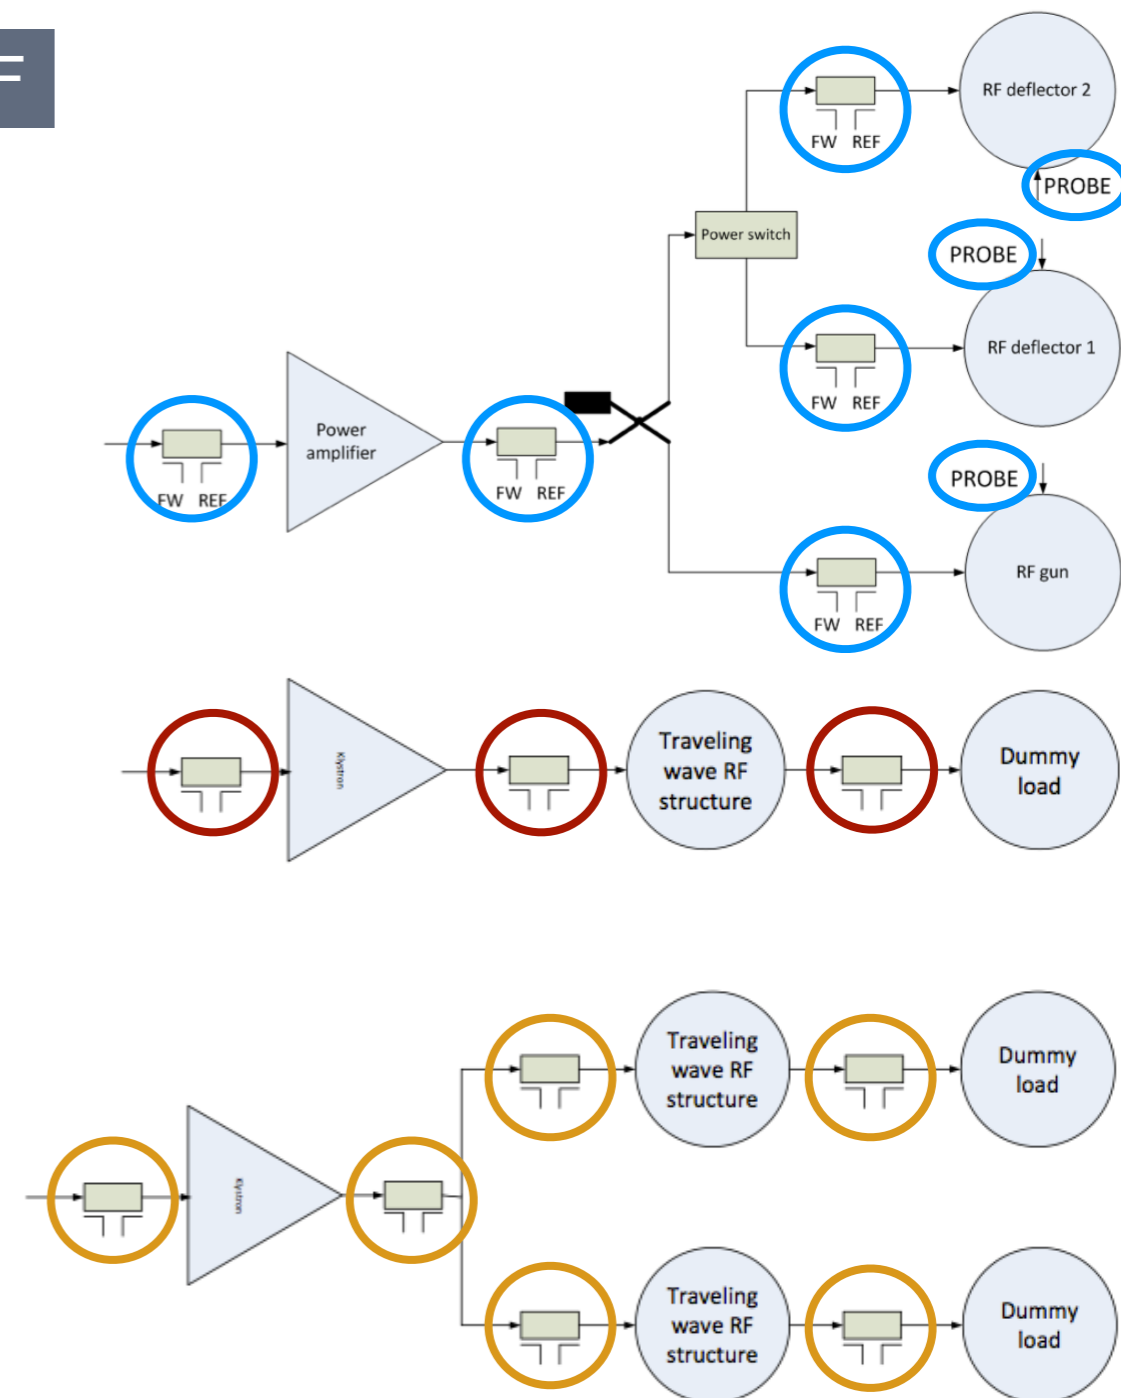 F
RF deflector 2
FW REF
PROBE
Power switch
PROBE
RF deflector 1
FW REF
Power
amplifier
FW REF
FW REF
PROBE
RF gun
FW REF
Klystron
Traveling
wave RF
structure
Dummy
load
Traveling
wave RF
structure
Dummy
load
Klystron
Traveling
wave RF
structure
Dummy
load